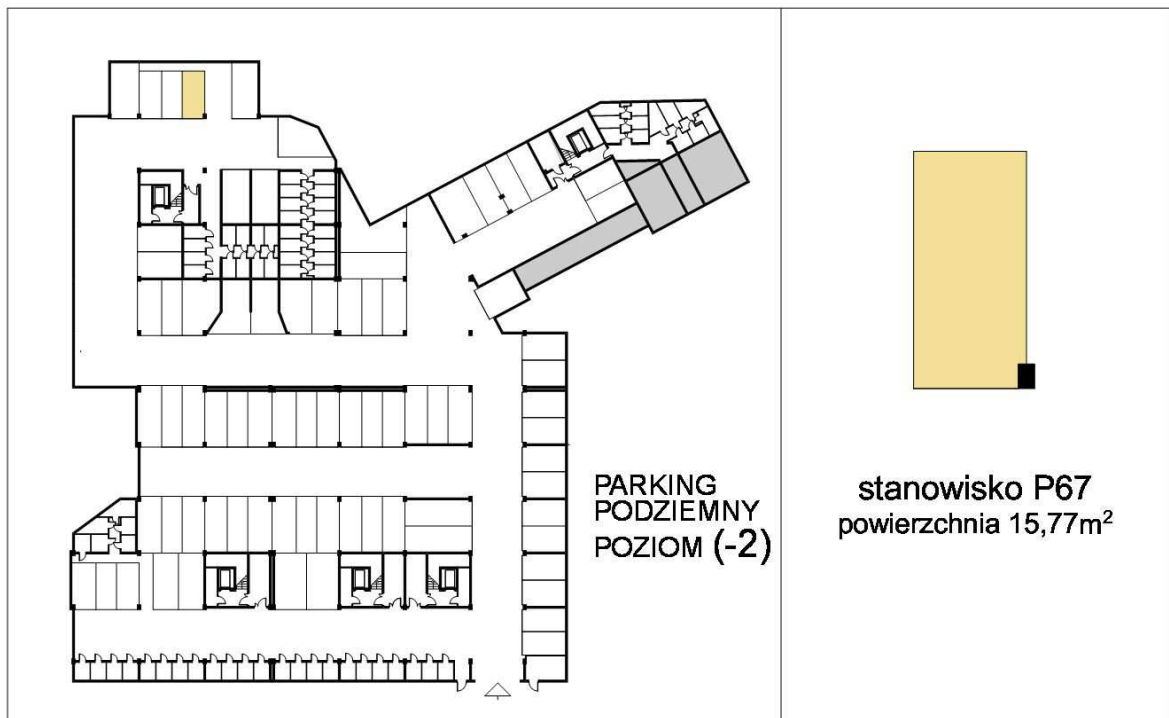 PARKING
PODZIEMNY
POZIOM (-2)
stanowisko P67
powierzchnia 15,77m²